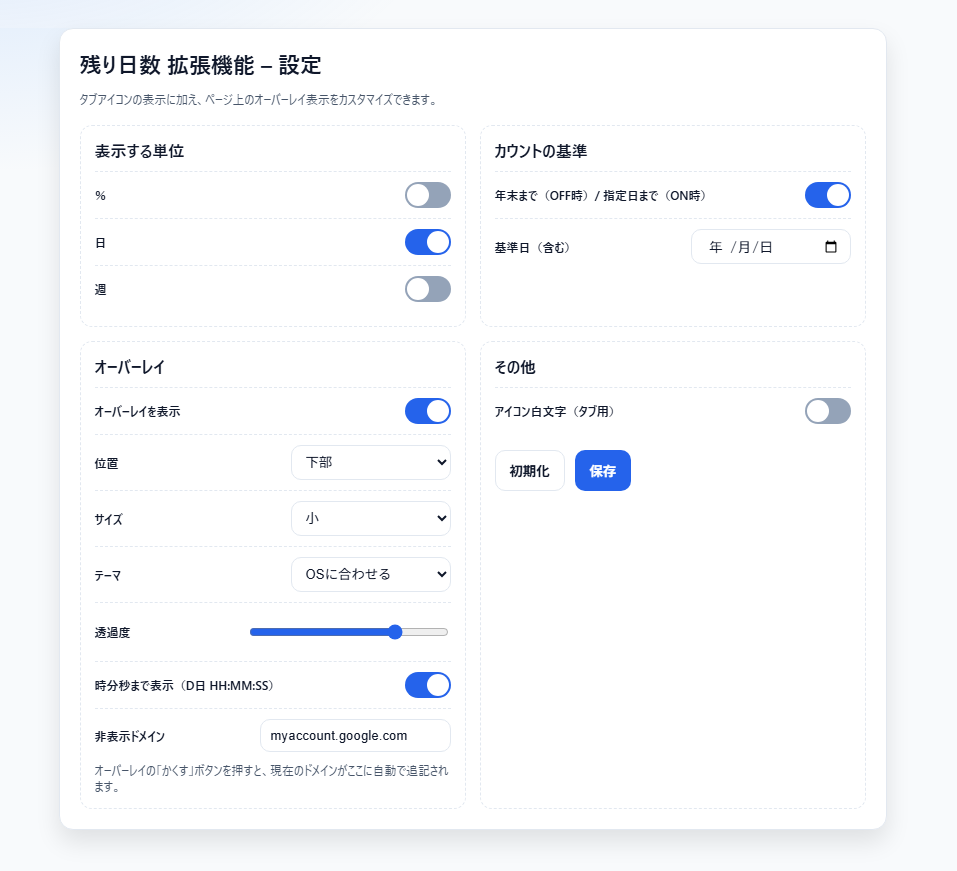 残り日数 拡張機能 – 設定
タブアイコンの表示に加え、ページ上のオーバーレイ表示をカスタマイズできます。
表示する単位
%
日
週
カウントの基準
年末まで（OFF時）/ 指定日まで（ON時）
基準日（含む）
年 /月/日
オーバーレイ
オーバーレイを表示
位置
下部
サイズ
小
テーマ
OSに合わせる
透過度
時分秒まで表示（D日 HH:MM:SS）
非表示ドメイン
myaccount.google.com
オーバーレイの「かくす」ボタンを押すと、現在のドメインがここに自動で追記され
ます。
その他
アイコン白文字（タブ用）
初期化
保存